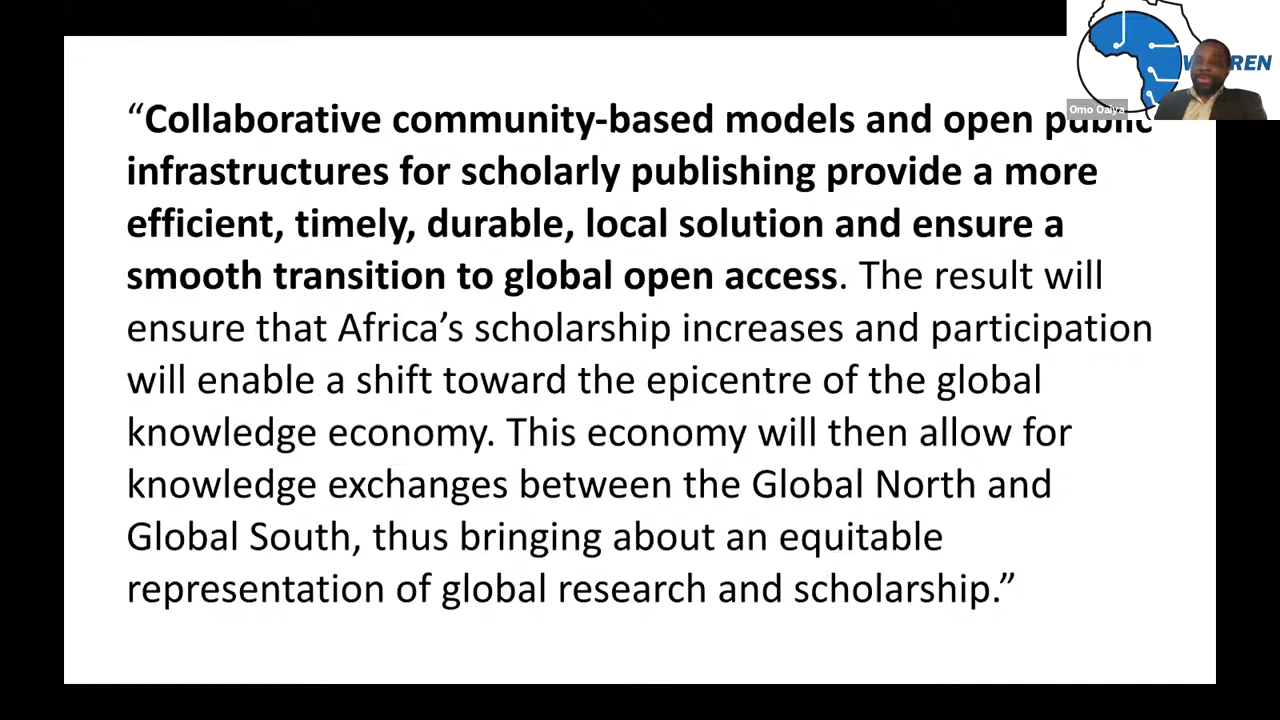 W REN
Omo Oaiya
“Collaborative community-based models and open public
infrastructures for scholarly publishing provide a more
efficient, timely, durable, local solution and ensure a
smooth transition to global open access. The result will
ensure that Africa’s scholarship increases and participation
will enable a shift toward the epicentre of the global
knowledge economy. This economy will then allow for
knowledge exchanges between the Global North and
Global South, thus bringing about an equitable
representation of global research and scholarship.”